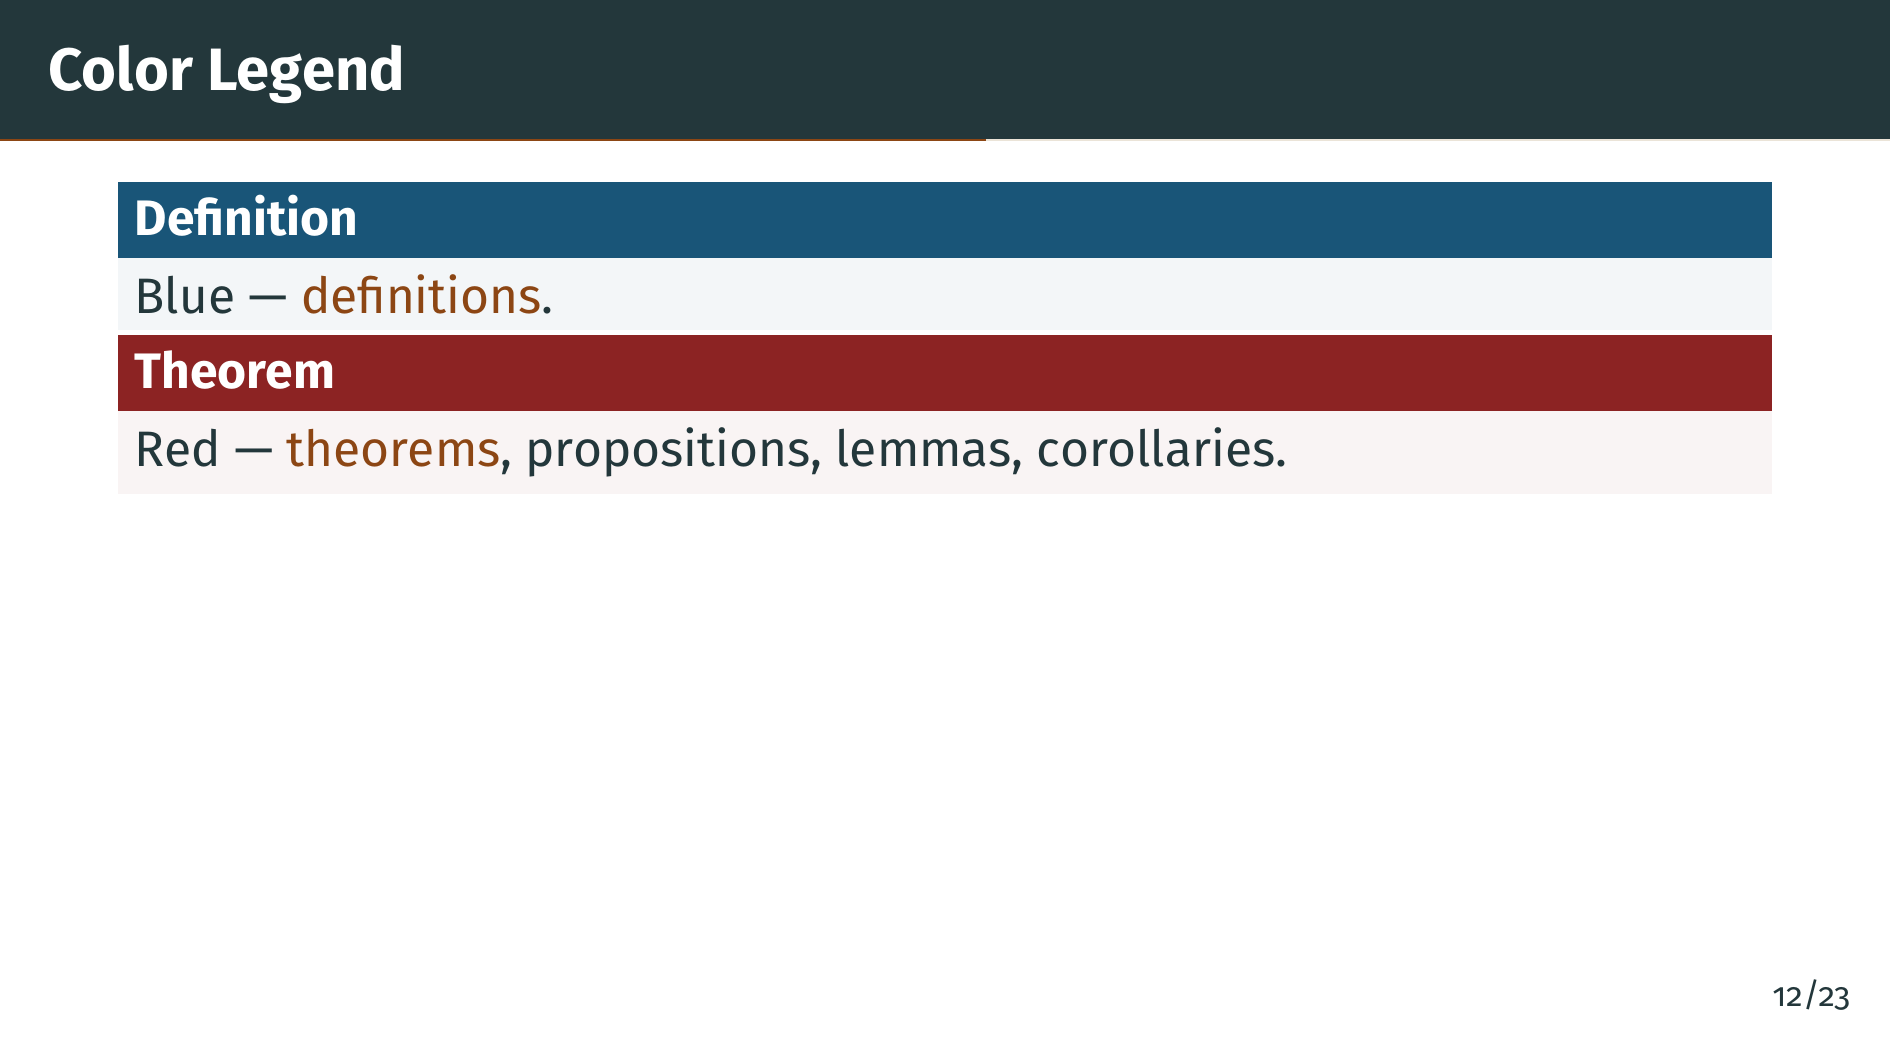 Color Legend
Definition
Blue — definitions.
Theorem
Red — theorems, propositions, lemmas, corollaries.
12/23